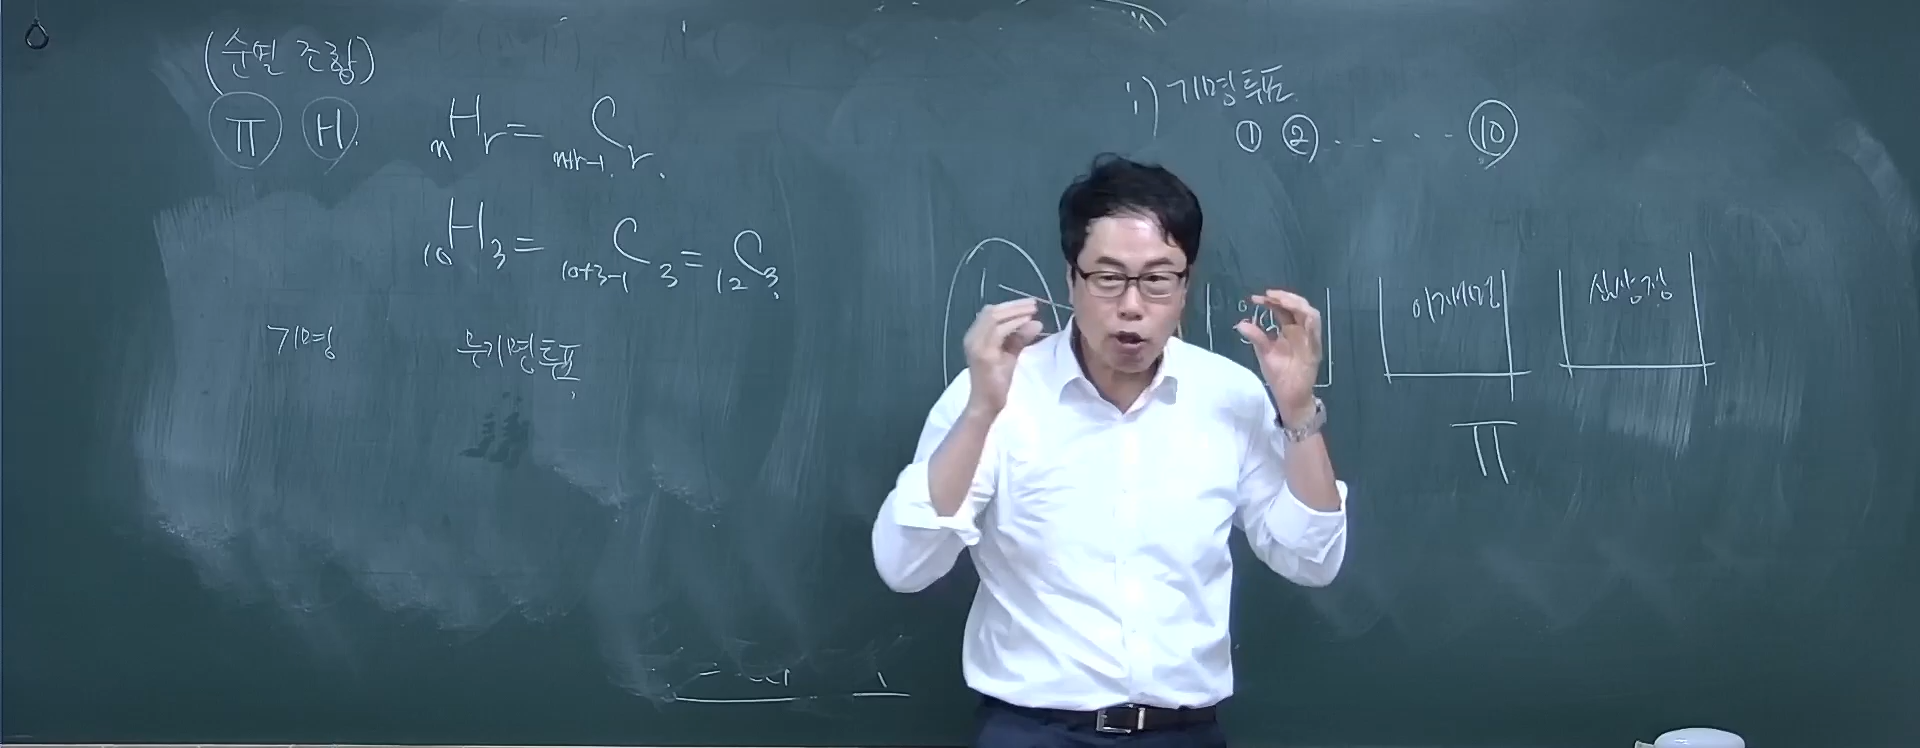 (순열 조합)
Π H.
nHr = n+r-1Cr.
10H3 = 10+3-1C3 = 12C3.
기명 무기명투표
i) 기명투표.
① ② . . . . . . ⑩
1
이재명 심상정
Π